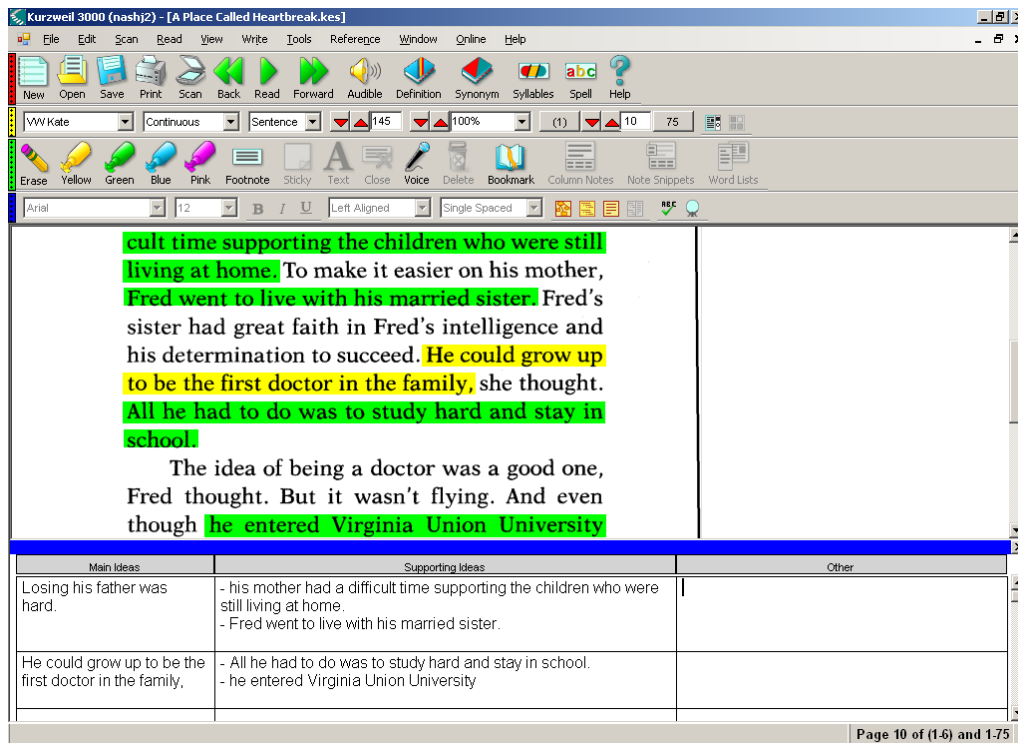 Kurzweil 3000 (nashj2) - [A Place Called Heartbreak.kes]
File Edit Scan Read View Write Tools Reference Window Online Help
New Open Save Print Scan Back Read Forward Audible Definition Synonym Syllables Spell Help
VW Kate Continuous Sentence 145 100% (1) 10 75
Erase Yellow Green Blue Pink Footnote Sticky Text Close Voice Delete Bookmark Column Notes Note Snippets Word Lists
Arial 12 B I U Left Aligned Single Spaced
cult time supporting the children who were still
living at home. To make it easier on his mother,
Fred went to live with his married sister. Fred's
sister had great faith in Fred's intelligence and
his determination to succeed. He could grow up
to be the first doctor in the family, she thought.
All he had to do was to study hard and stay in
school.
The idea of being a doctor was a good one,
Fred thought. But it wasn't flying. And even
though he entered Virginia Union University
Main Ideas Supporting Ideas Other
Losing his father was
hard.
- his mother had a difficult time supporting the children who were
still living at home.
- Fred went to live with his married sister.
He could grow up to be the
first doctor in the family,
- All he had to do was to study hard and stay in school.
- he entered Virginia Union University
Page 10 of (1-6) and 1-75